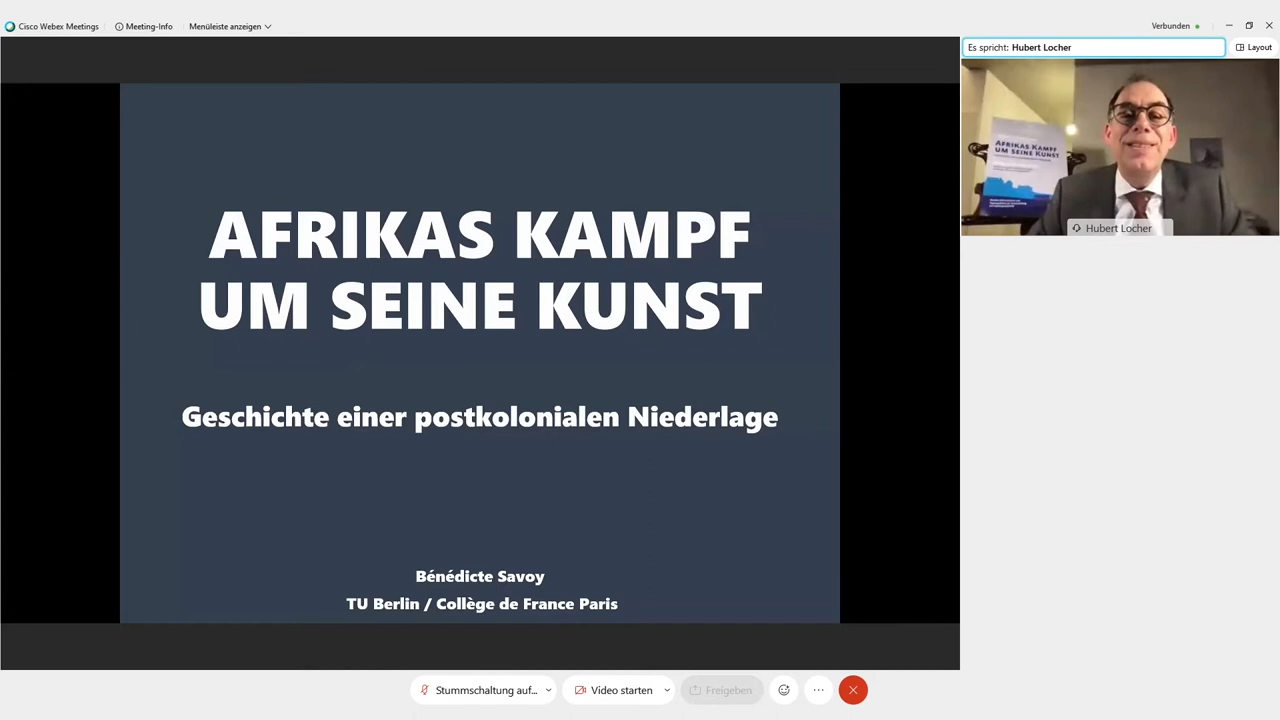 Cisco Webex Meetings
Meeting-Info
Menüleiste anzeigen
Verbunden
Es spricht: Hubert Locher
Layout
AFRIKAS KAMPF
UM SEINE KUNST
Hubert Locher
AFRIKAS KAMPF
UM SEINE KUNST
Geschichte einer postkolonialen Niederlage
Bénédicte Savoy
TU Berlin / Collège de France Paris
Stummschaltung auf...
Video starten
Freigeben